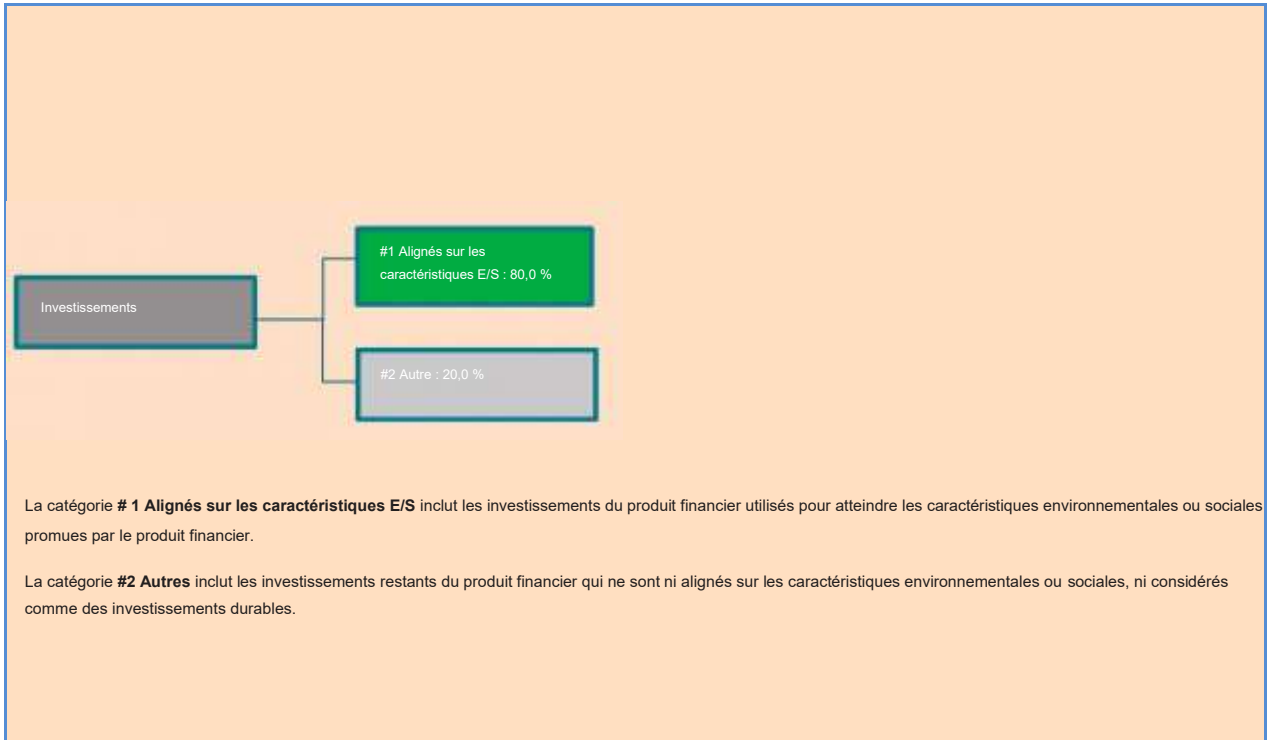 #1 Alignés sur les
caractéristiques E/S : 80,0 %
Investissements
#2 Autre : 20,0 %
La catégorie # 1 Alignés sur les caractéristiques E/S inclut les investissements du produit financier utilisés pour atteindre les caractéristiques environnementales ou sociales
promues par le produit financier.
La catégorie #2 Autres inclut les investissements restants du produit financier qui ne sont ni alignés sur les caractéristiques environnementales ou sociales, ni considérés
comme des investissements durables.